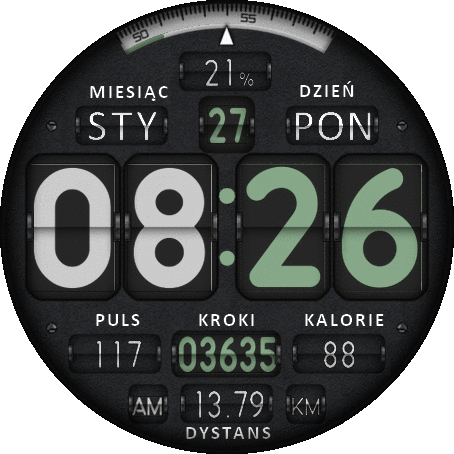 50 55
21%
MIESIĄC DZIEŃ
STY 27 PON
08:26
PULS KROKI KALORIE
117 03635 88
AM 13.79 KM
DYSTANS